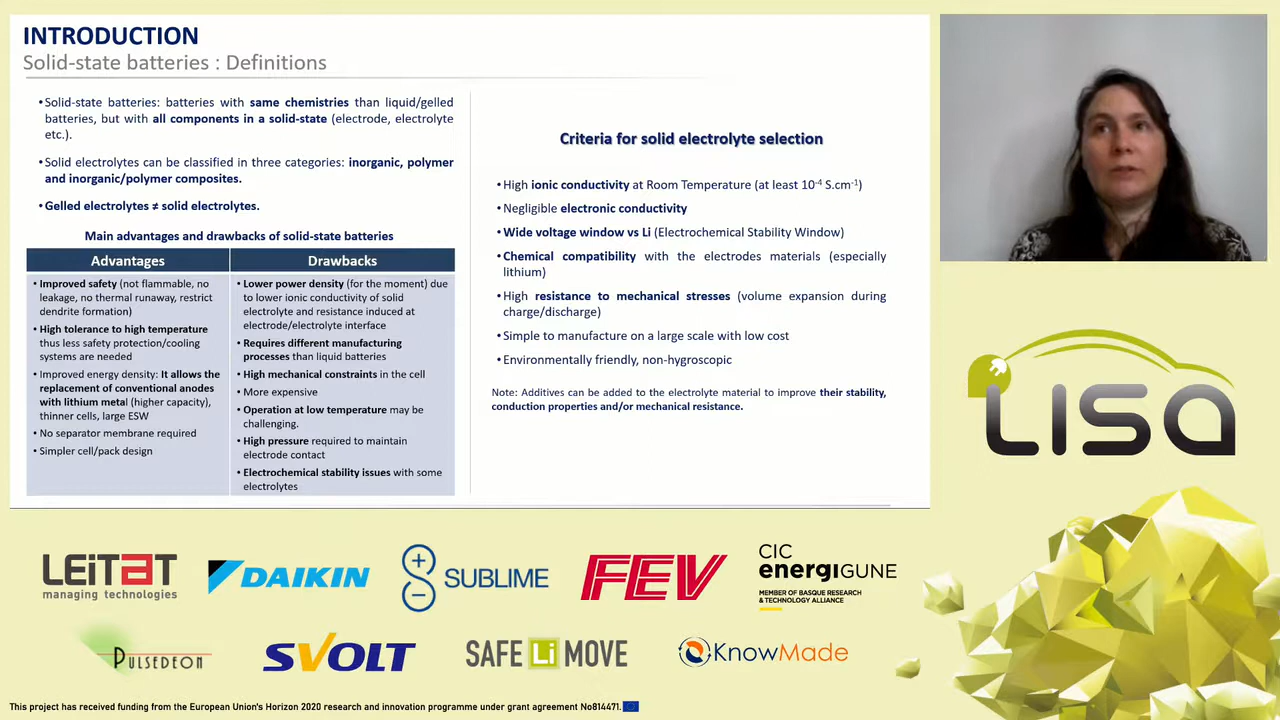 INTRODUCTION
Solid-state batteries : Definitions
•Solid-state batteries: batteries with same chemistries than liquid/gelled
batteries, but with all components in a solid-state (electrode, electrolyte
etc.).
•Solid electrolytes can be classified in three categories: inorganic, polymer
and inorganic/polymer composites.
•Gelled electrolytes ≠ solid electrolytes.
Main advantages and drawbacks of solid-state batteries
Advantages
• Improved safety (not flammable, no
leakage, no thermal runaway, restrict
dendrite formation)
• High tolerance to high temperature
thus less safety protection/cooling
systems are needed
• Improved energy density: It allows the
replacement of conventional anodes
with lithium metal (higher capacity),
thinner cells, large ESW
• No separator membrane required
• Simpler cell/pack design
Drawbacks
• Lower power density (for the moment) due
to lower ionic conductivity of solid
electrolyte and resistance induced at
electrode/electrolyte interface
• Requires different manufacturing
processes than liquid batteries
• High mechanical constraints in the cell
• More expensive
• Operation at low temperature may be
challenging.
• High pressure required to maintain
electrode contact
• Electrochemical stability issues with some
electrolytes
Criteria for solid electrolyte selection
• High ionic conductivity at Room Temperature (at least 10⁻⁴ S.cm⁻¹)
• Negligible electronic conductivity
• Wide voltage window vs Li (Electrochemical Stability Window)
• Chemical compatibility with the electrodes materials (especially
lithium)
• High resistance to mechanical stresses (volume expansion during
charge/discharge)
• Simple to manufacture on a large scale with low cost
• Environmentally friendly, non-hygroscopic
Note: Additives can be added to the electrolyte material to improve their stability,
conduction properties and/or mechanical resistance.
LISA
LEITAT
managing technologies
DAIKIN
SUBLIME
FEV
CIC
energiGUNE
MEMBER OF BASQUE RESEARCH
& TECHNOLOGY ALLIANCE
PULSEDEON
SVOLT
SAFE Li MOVE
KnowMade
This project has received funding from the European Union's Horizon 2020 research and innovation programme under grant agreement No814471.